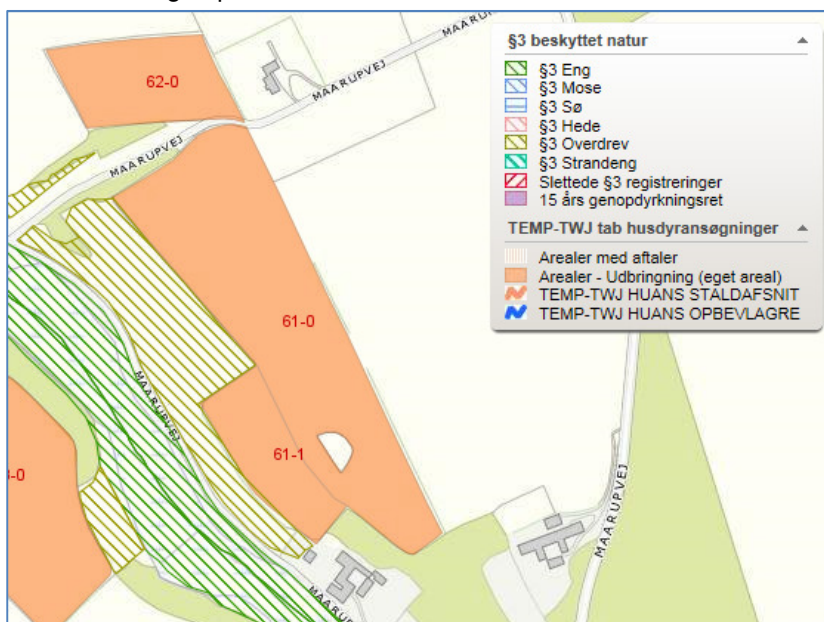 §3 beskyttet natur
§3 Eng
§3 Mose
§3 Sø
§3 Hede
§3 Overdrev
§3 Strandeng
Slettede §3 registreringer
15 års genopdyrkningsret
TEMP-TWJ tab husdyransøgninger
Arealer med aftaler
Arealer - Udbringning (eget areal)
TEMP-TWJ HUANS STALDAFSNIT
TEMP-TWJ HUANS OPBEVLAGRE
MAARUPVEJ
62-0
MAARUPVEJ
MAARUPVEJ
61-0
MAARUPVEJ
61-1
-0
MAARUPVEJ
MAARUPVEJ